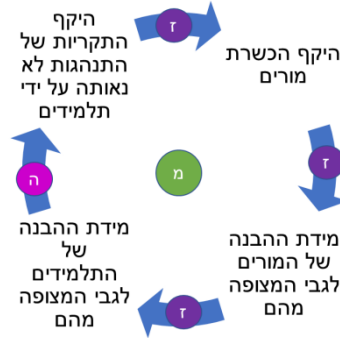 היקף
התקריות של
התנהגות לא
נאותה על ידי
תלמידים
ז
היקף הכשרת
מורים
ז
מידת ההבנה
של המורים
לגבי המצופה
מהם
ז
מידת ההבנה
של
התלמידים
לגבי המצופה
מהם
ה
מ